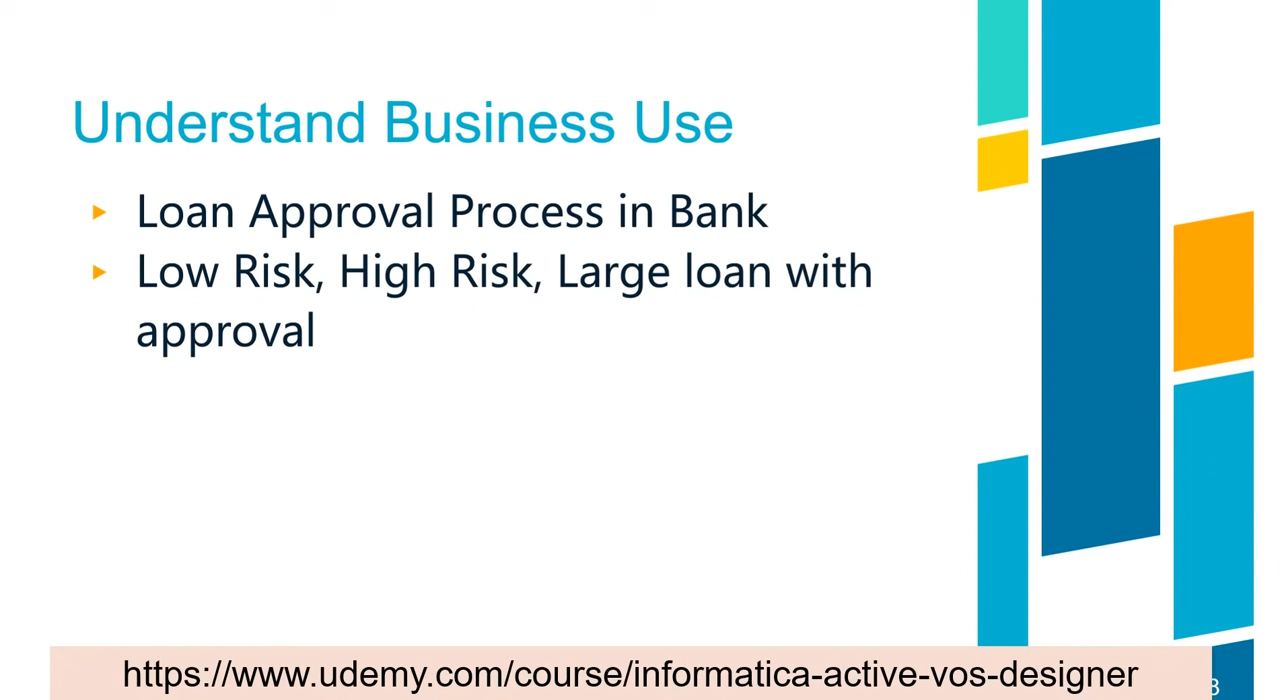 Understand Business Use
Loan Approval Process in Bank
Low Risk, High Risk, Large loan with
approval
https://www.udemy.com/course/informatica-active-vos-designer